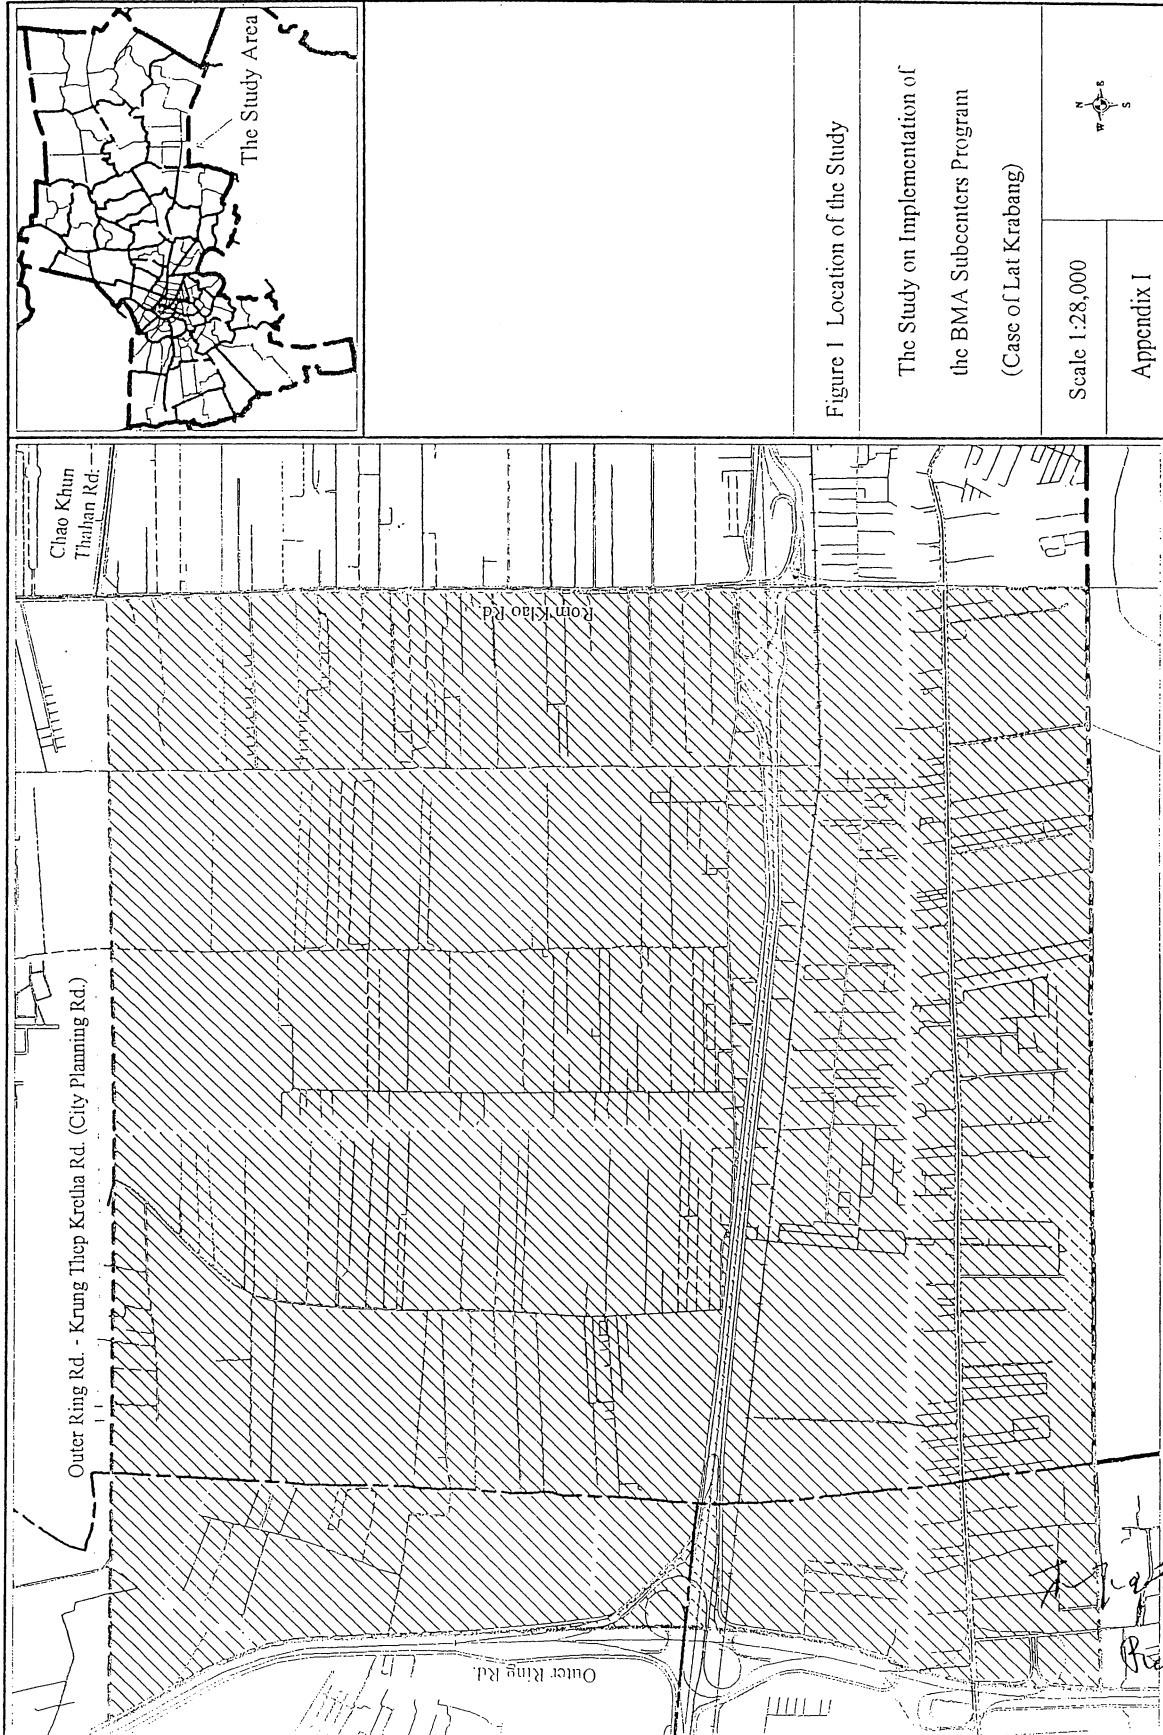 Outer Ring Rd. - Krung Thep Kretha Rd. (City Planning Rd.)
Chao Khun
Thahan Rd.
Rom Klao Rd.
Outer Ring Rd.
The Study Area
Figure 1 Location of the Study
The Study on Implementation of
the BMA Subcenters Program
(Case of Lat Krabang)
Scale 1:28,000
N
W
S
Appendix I